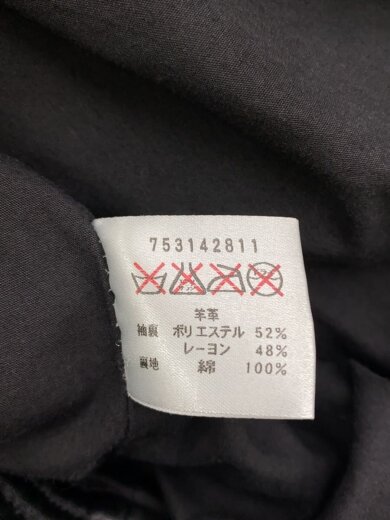 753142811
羊革
袖裏 ポリエステル 52%
レーヨン 48%
裏地 綿 100%